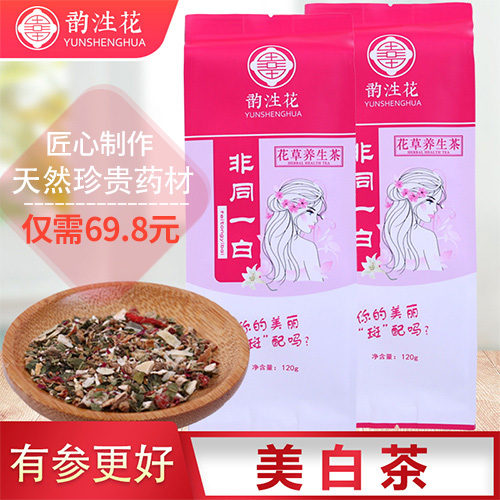 韵泩花
YUNSHENGHUA
匠心制作
天然珍贵药材
仅需69.8元
韵泩花
YUNSHENGHUA
花草养生茶
HERBAL HEALTH TEA
非同一白
你的美丽
“斑”配吗?
净含量: 120g
韵泩花
YUNSHENGHUA
花草养生茶
HERBAL HEALTH TEA
你的美丽
“斑”配吗?
净含量: 120g
有参更好
美白茶